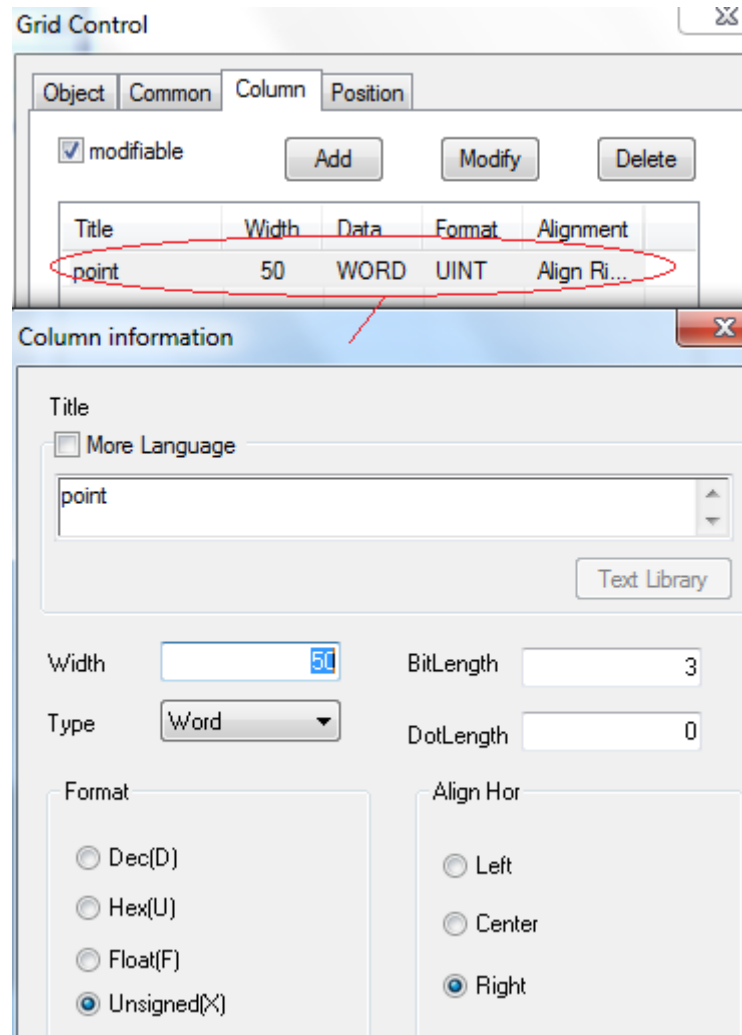 Grid Control
Object Common Column Position
modifiable Add Modify Delete
Title Width Data Format Alignment
point 50 WORD UINT Align Ri...
Column information
Title
More Language
point
Text Library
Width 50 BitLength 3
Type Word DotLength 0
Format Align Hor
Dec(D) Left
Hex(U) Center
Float(F) Right
Unsigned(X)